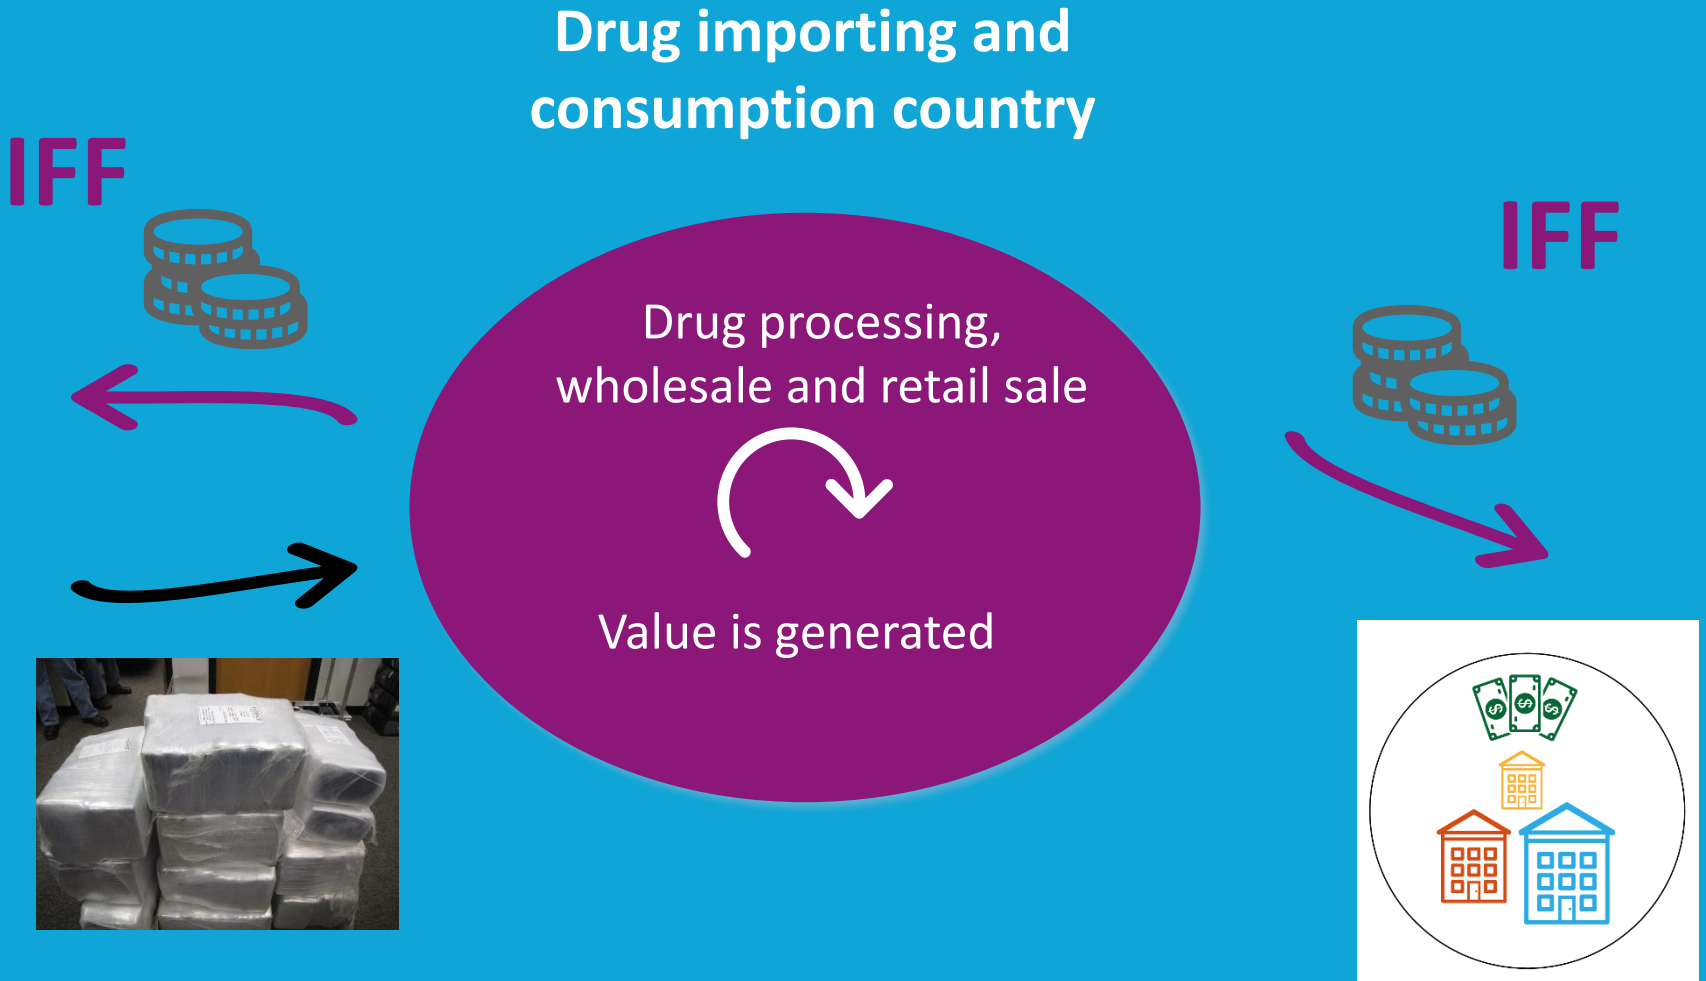 Drug importing and
consumption country
IFF
IFF
Drug processing,
wholesale and retail sale
Value is generated
$ $ $